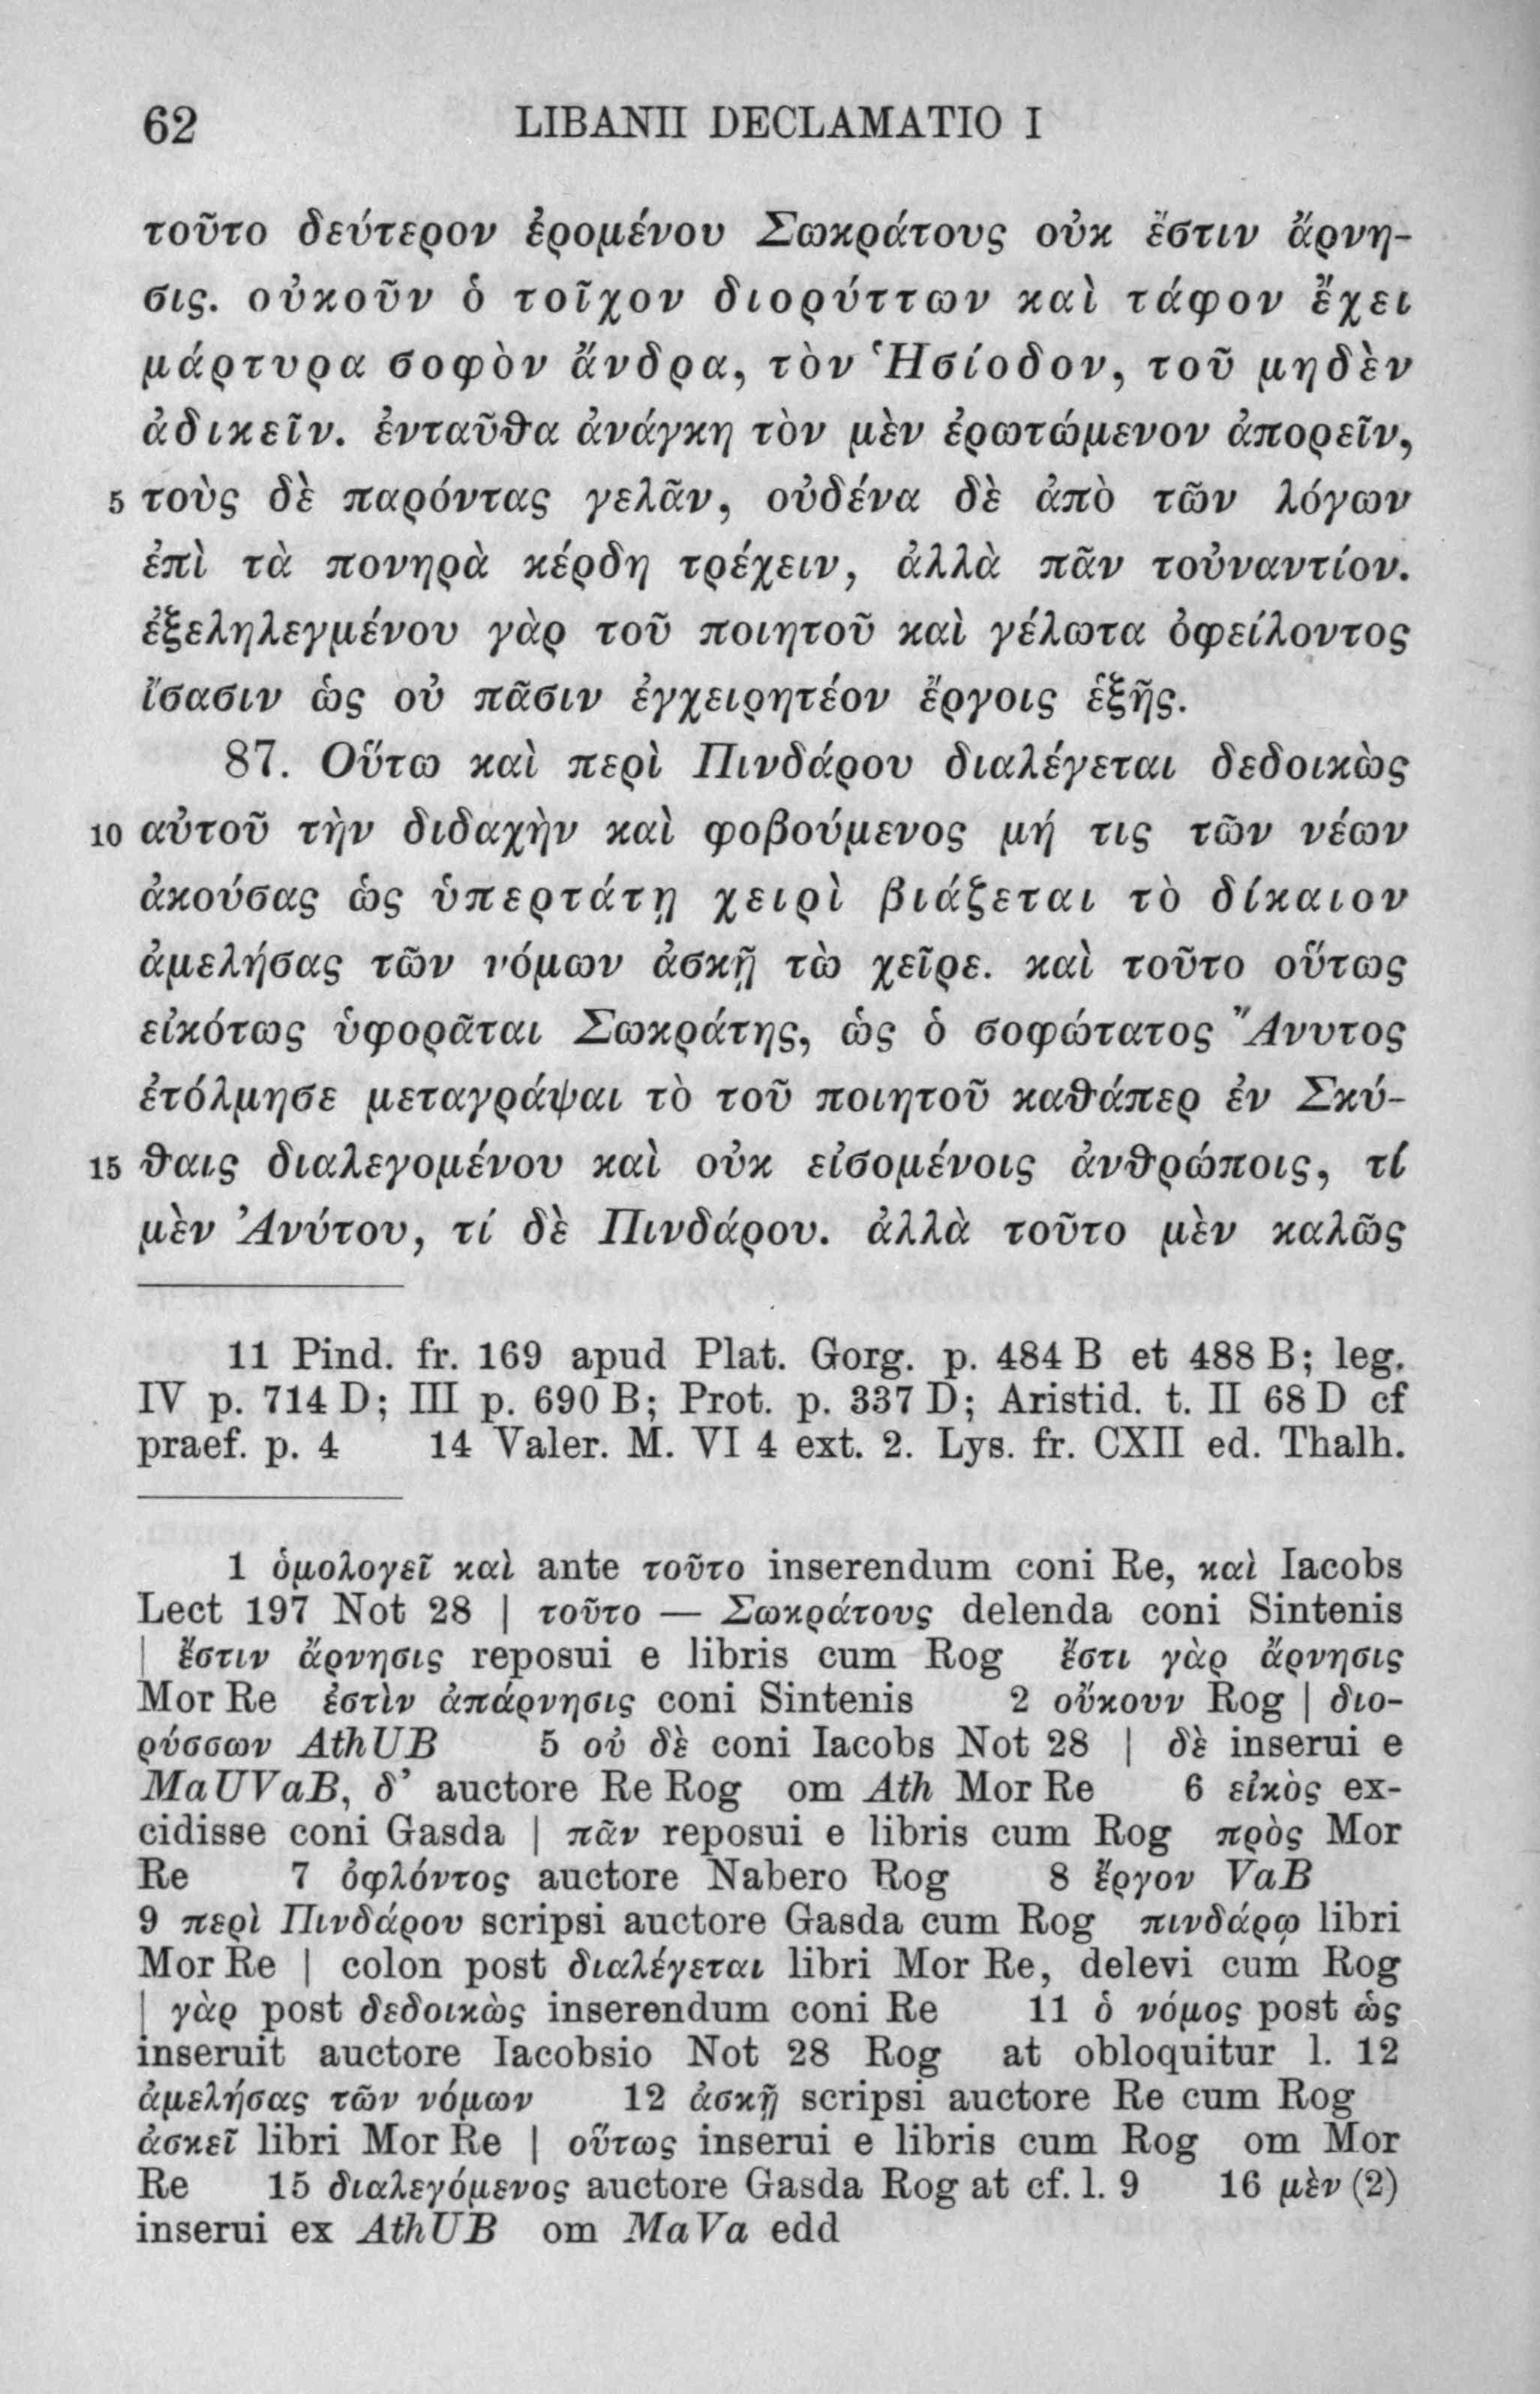 62 LIBANII DECLAMATIO I
τοῦτο δεύτερον ἐρομένου Σωκράτους οὐκ ἔστιν ἄρνη-
σις. οὐκοῦν ὁ τοῖχον διορύττων καὶ τάφον ἔχει
μάρτυρα σοφὸν ἄνδρα, τὸν Ἡσίοδον, τοῦ μηδὲν
ἀδικεῖν. ἐνταῦθα ἀνάγκη τὸν μὲν ἐρωτώμενον ἀπορεῖν,
5 τοὺς δὲ παρόντας γελᾶν, οὐδένα δὲ ἀπὸ τῶν λόγων
ἐπὶ τὰ πονηρὰ κέρδη τρέχειν, ἀλλὰ πᾶν τοὐναντίον.
ἐξεληλεγμένου γὰρ τοῦ ποιητοῦ καὶ γέλωτα ὀφείλοντος
ἴσασιν ὡς οὐ πᾶσιν ἐγχειρητέον ἔργοις ἑξῆς.
87. Οὕτω καὶ περὶ Πινδάρου διαλέγεται δεδοικὼς
10 αὐτοῦ τὴν διδαχὴν καὶ φοβούμενος μή τις τῶν νέων
ἀκούσας ὡς ὑπερτάτῃ χειρὶ βιάζεται τὸ δίκαιον
ἀμελήσας τῶν νόμων ἀσκῇ τὼ χεῖρε. καὶ τοῦτο οὕτως
εἰκότως ὑφορᾶται Σωκράτης, ὡς ὁ σοφώτατος Ἄνυτος
ἐτόλμησε μεταγράψαι τὸ τοῦ ποιητοῦ καθάπερ ἐν Σκύ-
15 θαις διαλεγομένου καὶ οὐκ εἰσομένοις ἀνθρώποις, τί
μὲν Ἀνύτου, τί δὲ Πινδάρου. ἀλλὰ τοῦτο μὲν καλῶς
11 Pind. fr. 169 apud Plat. Gorg. p. 484 B et 488 B; leg.
IV p. 714 D; III p. 690 B; Prot. p. 337 D; Aristid. t. II 68 D cf
praef. p. 4 14 Valer. M. VI 4 ext. 2. Lys. fr. CXII ed. Thalh.
1 ὁμολογεῖ καὶ ante τοῦτο inserendum coni Re, καὶ Iacobs
Lect 197 Not 28 | τοῦτο — Σωκράτους delenda coni Sintenis
| ἔστιν ἄρνησις reposui e libris cum Rog ἔστι γὰρ ἄρνησις
Mor Re ἐστὶν ἀπάρνησις coni Sintenis 2 οὔκουν Rog | διο-
ρύσσων AthUB 5 οὐ δὲ coni Iacobs Not 28 | δὲ inserui e
MaUVaB, δ’ auctore Re Rog om Ath Mor Re 6 εἰκὸς ex-
cidisse coni Gasda | πᾶν reposui e libris cum Rog πρὸς Mor
Re 7 ὀφλόντος auctore Nabero Rog 8 ἔργον VaB
9 περὶ Πινδάρου scripsi auctore Gasda cum Rog πινδάρῳ libri
Mor Re | colon post διαλέγεται libri Mor Re, delevi cum Rog
| γὰρ post δεδοικὼς inserendum coni Re 11 ὁ νόμος post ὡς
inseruit auctore Iacobsio Not 28 Rog at obloquitur l. 12
ἀμελήσας τῶν νόμων 12 ἀσκῇ scripsi auctore Re cum Rog
ἀσκεῖ libri Mor Re | οὕτως inserui e libris cum Rog om Mor
Re 15 διαλεγόμενος auctore Gasda Rog at cf. l. 9 16 μὲν (2)
inserui ex AthUB om MaVa edd